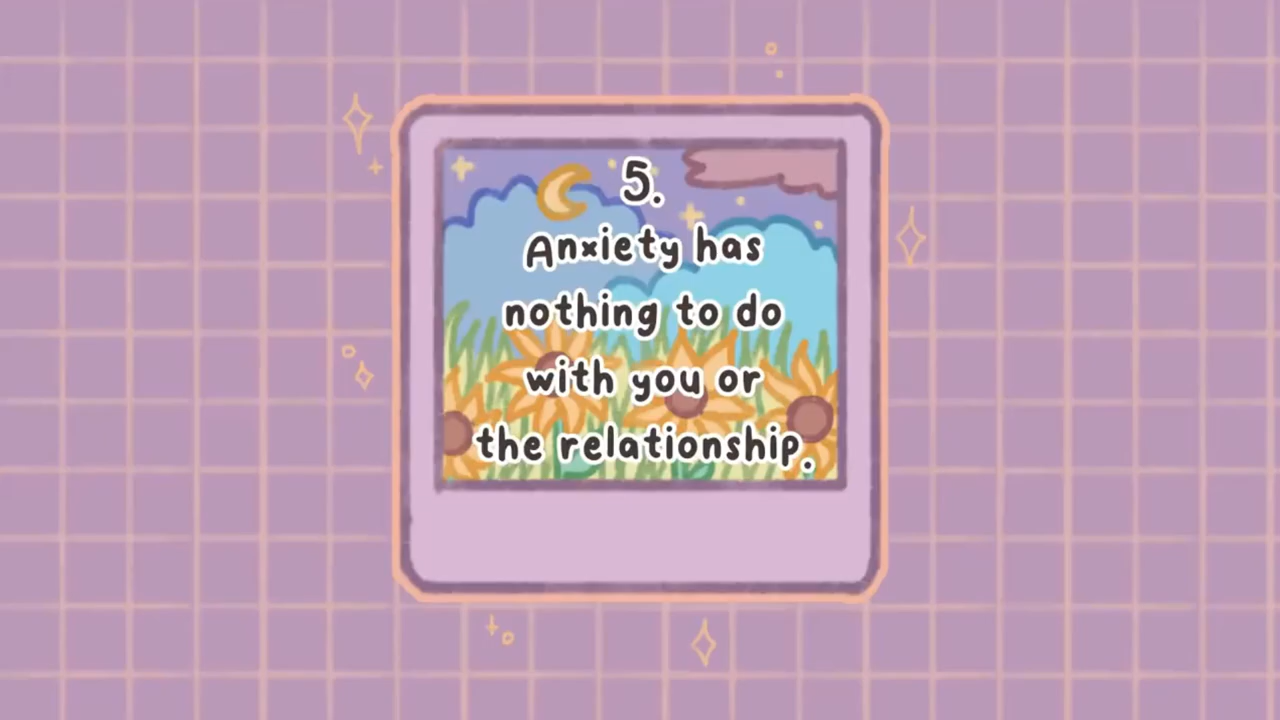 5.
Anxiety has
nothing to do
with you or
the relationship.